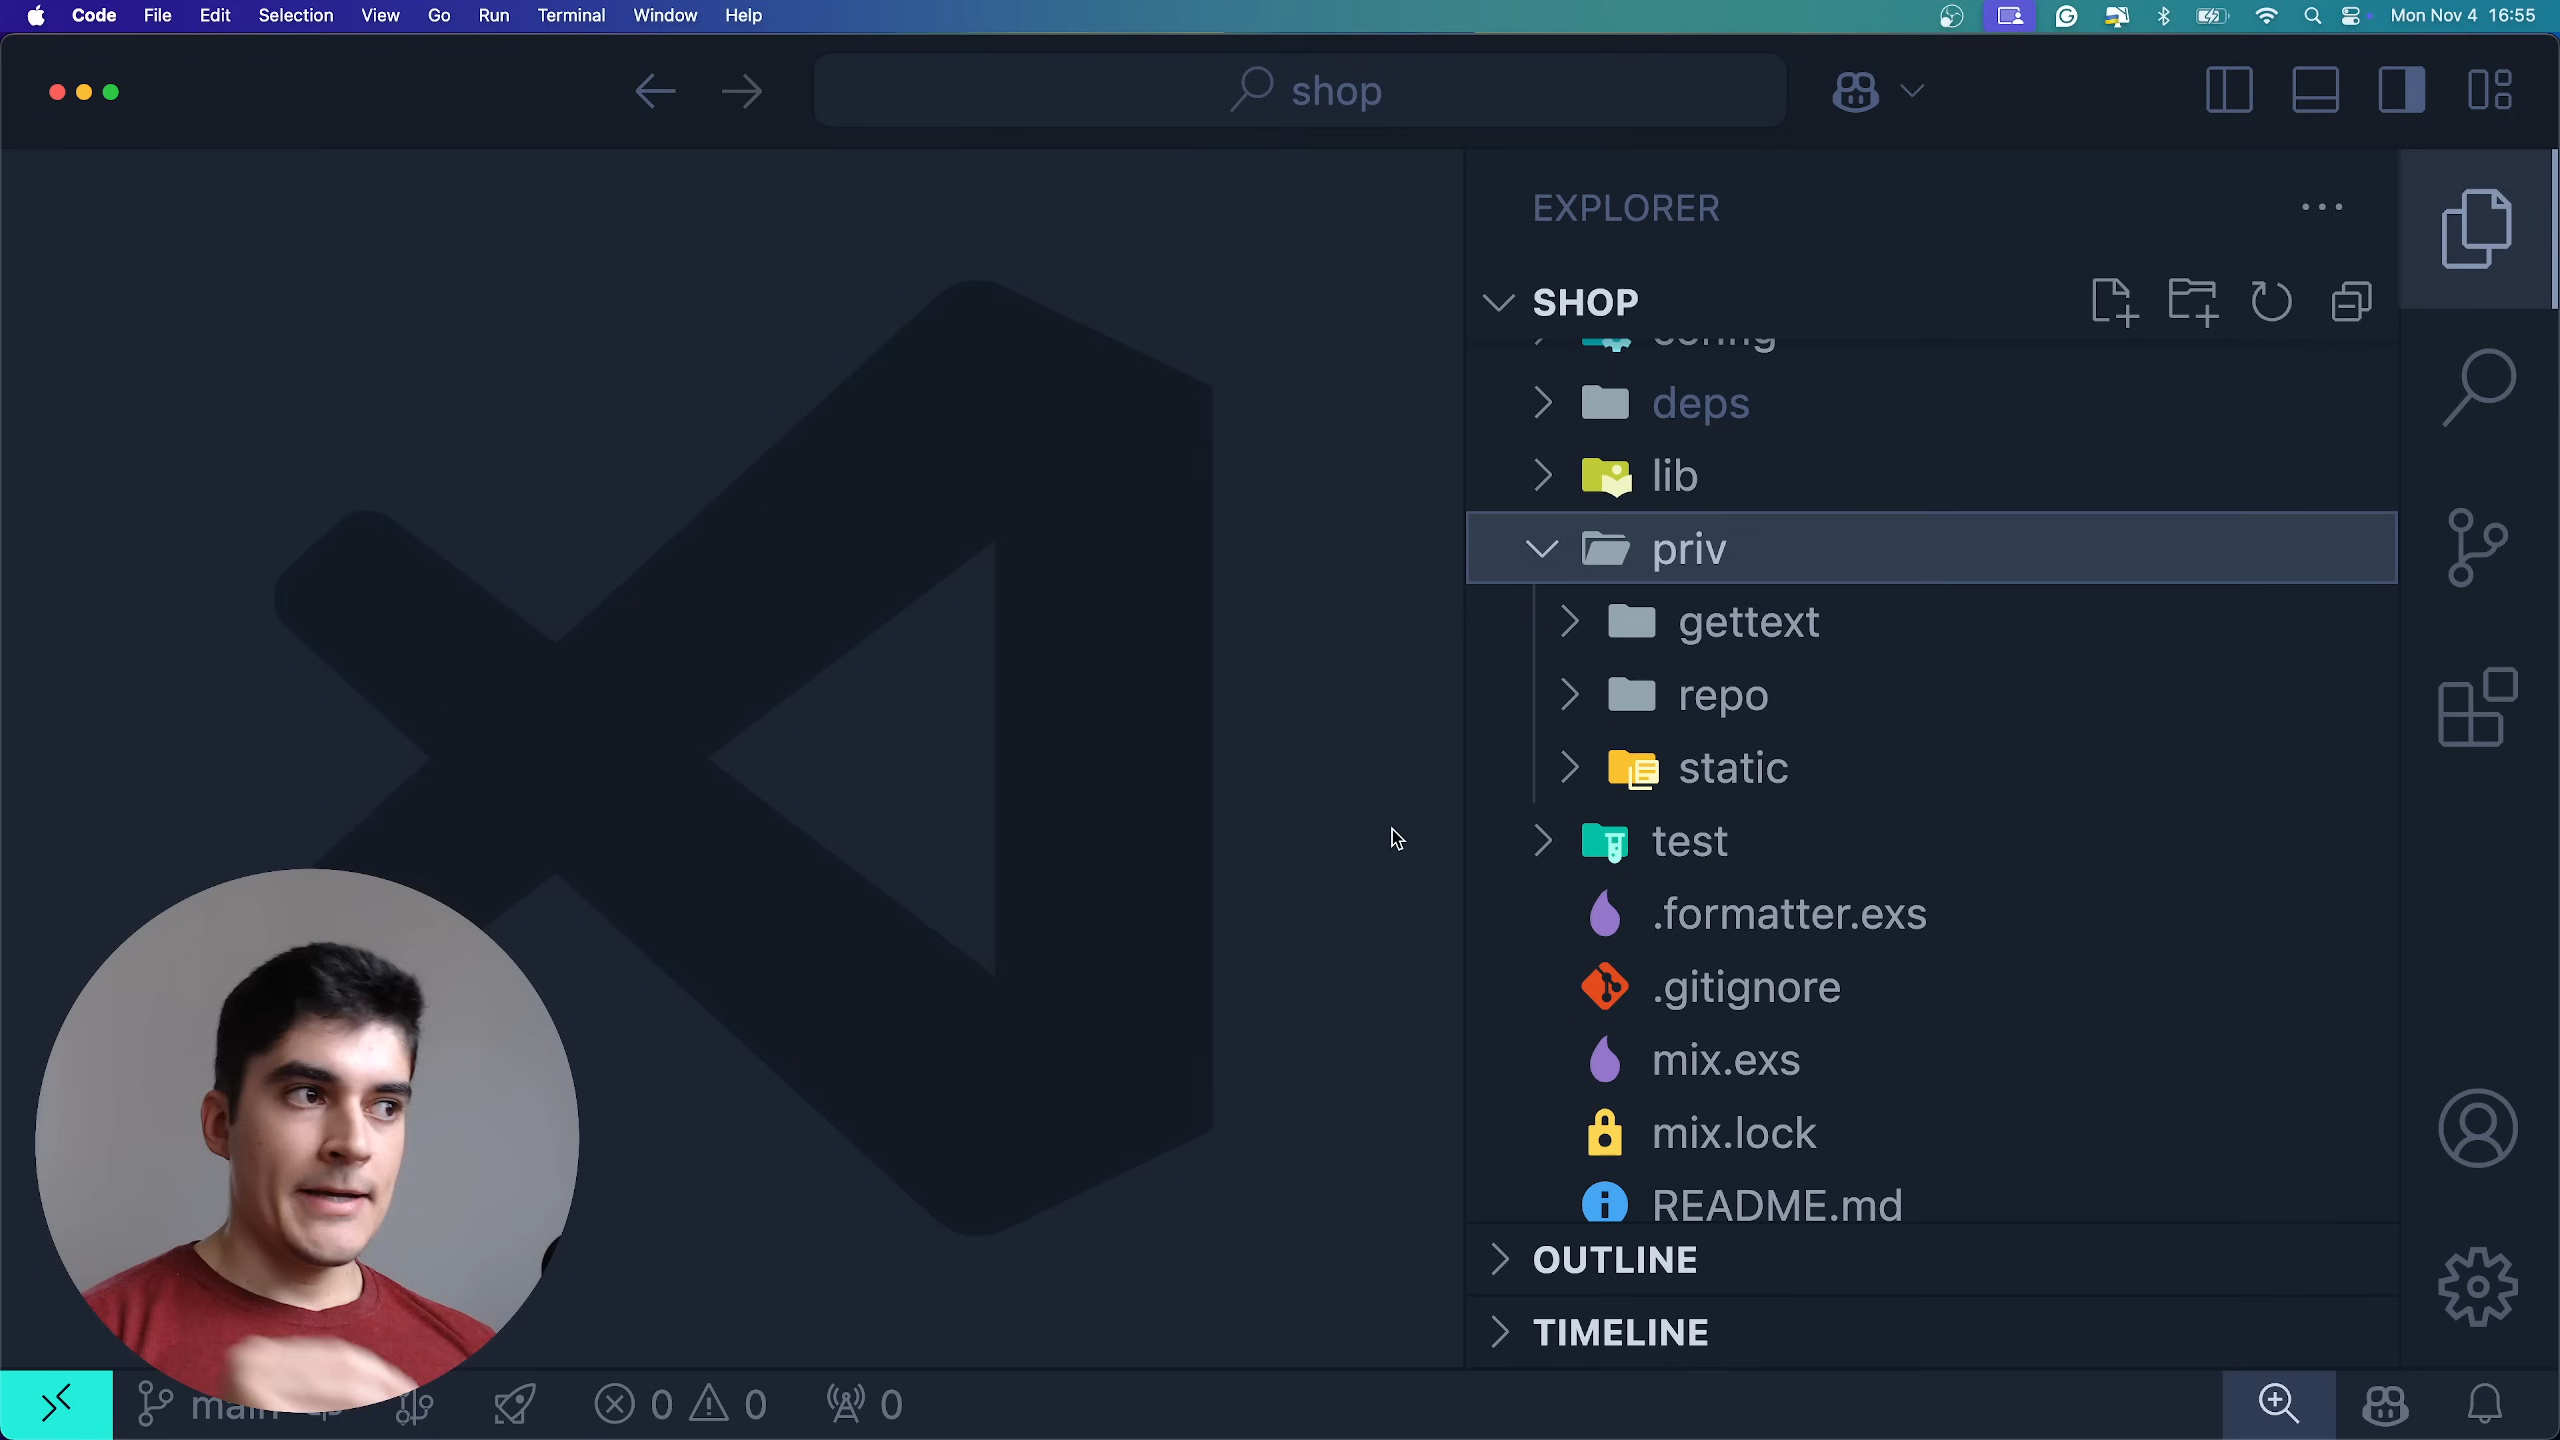 Code File Edit Selection View Go Run Terminal Window Help Mon Nov 4 16:55
shop
EXPLORER
SHOP
config
deps
lib
priv
gettext
repo
static
test
.formatter.exs
.gitignore
mix.exs
mix.lock
README.md
OUTLINE
TIMELINE
main 0 0 0